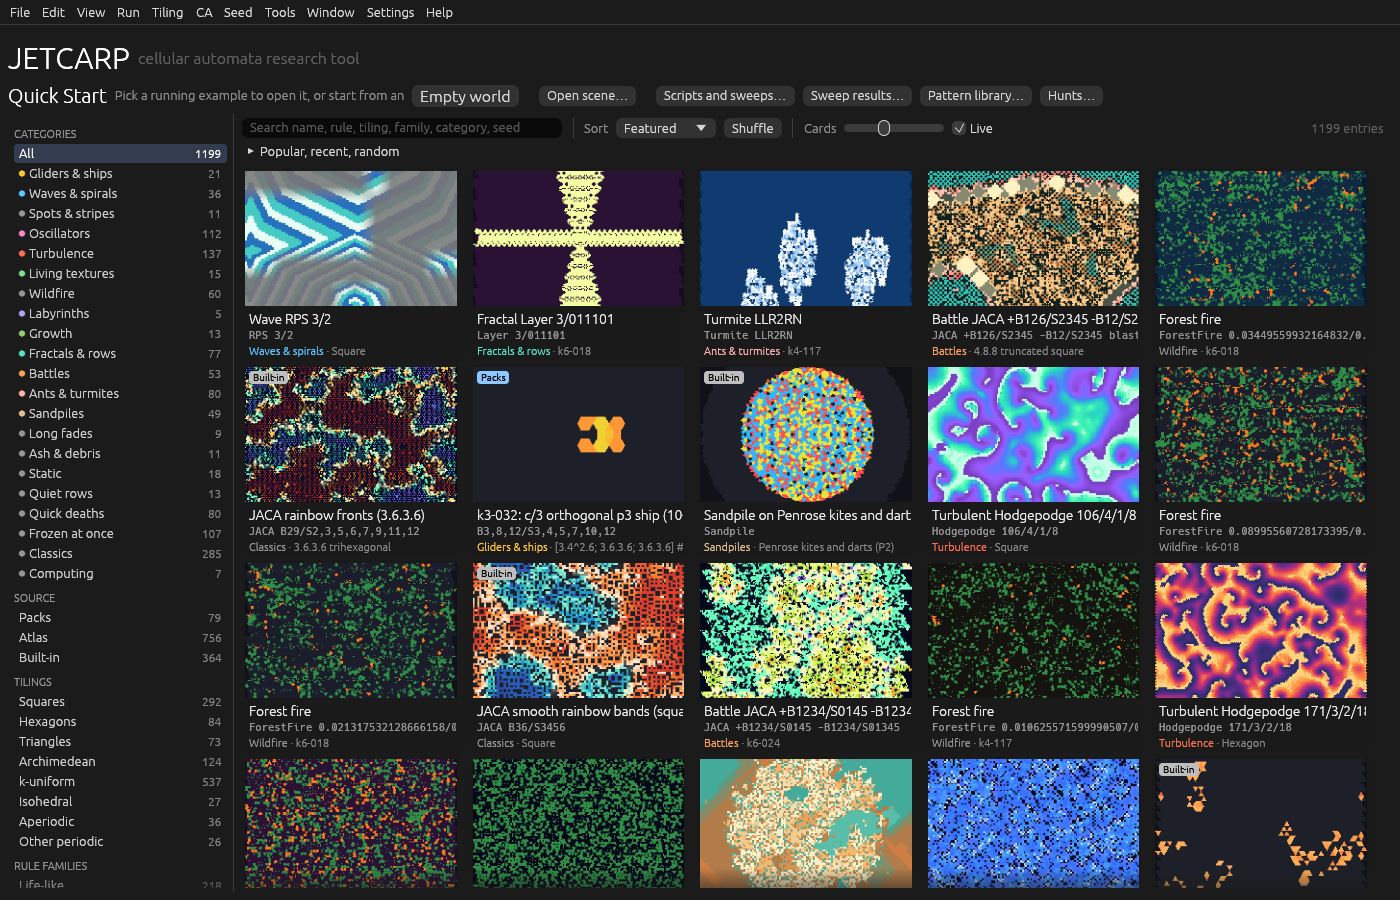 File Edit View Run Tiling CA Seed Tools Window Settings Help
JETCARP cellular automata research tool
Quick Start Pick a running example to open it, or start from an Empty world Open scene... Scripts and sweeps... Sweep results... Pattern library... Hunts...
Search name, rule, tiling, family, category, seed Sort Featured Shuffle Cards Live 1199 entries
Popular, recent, random
CATEGORIES
All 1199
Gliders & ships 21
Waves & spirals 36
Spots & stripes 11
Oscillators 112
Turbulence 137
Living textures 15
Wildfire 60
Labyrinths 5
Growth 13
Fractals & rows 77
Battles 53
Ants & turmites 80
Sandpiles 49
Long fades 9
Ash & debris 11
Static 18
Quiet rows 13
Quick deaths 80
Frozen at once 107
Classics 285
Computing 7
SOURCE
Packs 79
Atlas 756
Built-in 364
TILINGS
Squares 292
Hexagons 84
Triangles 73
Archimedean 124
k-uniform 537
Isohedral 27
Aperiodic 36
Other periodic 26
RULE FAMILIES
Life-like 218
Wave RPS 3/2
RPS 3/2
Waves & spirals · Square
Fractal Layer 3/011101
Layer 3/011101
Fractals & rows · k6-018
Turmite LLR2RN
Turmite LLR2RN
Ants & turmites · k4-117
Battle JACA +B126/S2345 -B12/S2
JACA +B126/S2345 -B12/S2345 blast
Battles · 4.8.8 truncated square
Forest fire
ForestFire 0.03449559932164832/0.
Wildfire · k6-018
Built-in
JACA rainbow fronts (3.6.3.6)
JACA B29/S2,3,5,6,7,9,11,12
Classics · 3.6.3.6 trihexagonal
Packs
k3-032: c/3 orthogonal p3 ship (10-
B3,8,12/S3,4,5,7,10,12
Gliders & ships · [3.4^2.6; 3.6.3.6; 3.6.3.6] #
Built-in
Sandpile on Penrose kites and dart
Sandpile
Sandpiles · Penrose kites and darts (P2)
Turbulent Hodgepodge 106/4/1/8
Hodgepodge 106/4/1/8
Turbulence · Square
Forest fire
ForestFire 0.08995560728173395/0.
Wildfire · k6-018
Forest fire
ForestFire 0.021317532128666158/0
Wildfire · k6-018
Built-in
JACA smooth rainbow bands (squa
JACA B36/S3456
Classics · Square
Battle JACA +B1234/S0145 -B1234
JACA +B1234/S0145 -B1234/S01345
Battles · k6-024
Forest fire
ForestFire 0.010625571599990507/0
Wildfire · k4-117
Turbulent Hodgepodge 171/3/2/18
Hodgepodge 171/3/2/18
Turbulence · Hexagon
Built-in